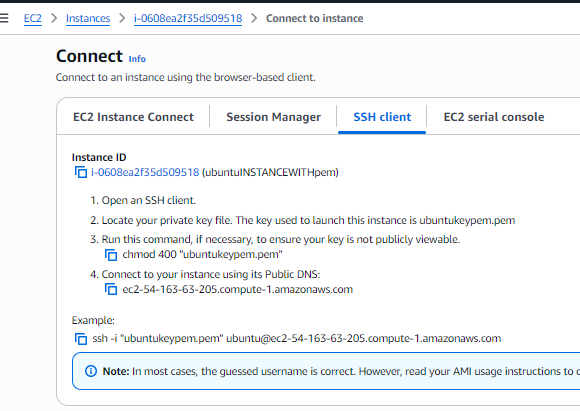 EC2 > Instances > i-0608ea2f35d509518 > Connect to instance
Connect Info
Connect to an instance using the browser-based client.
EC2 Instance Connect Session Manager SSH client EC2 serial console
Instance ID
i-0608ea2f35d509518 (ubuntuINSTANCEWITHpem)
1. Open an SSH client.
2. Locate your private key file. The key used to launch this instance is ubuntukeypem.pem
3. Run this command, if necessary, to ensure your key is not publicly viewable.
chmod 400 "ubuntukeypem.pem"
4. Connect to your instance using its Public DNS:
ec2-54-163-63-205.compute-1.amazonaws.com
Example:
ssh -i "ubuntukeypem.pem" ubuntu@ec2-54-163-63-205.compute-1.amazonaws.com
Note: In most cases, the guessed username is correct. However, read your AMI usage instructions to